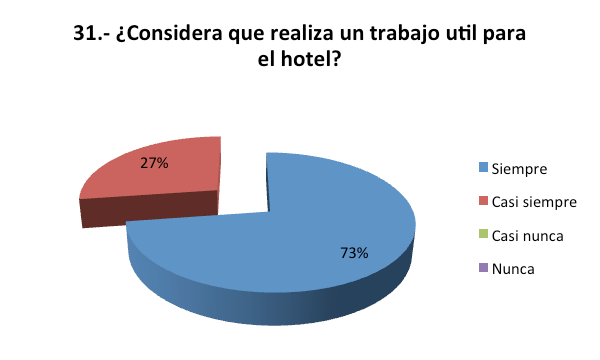 31.- ¿Considera que realiza un trabajo util para
el hotel?
27%
73%
Siempre
Casi siempre
Casi nunca
Nunca